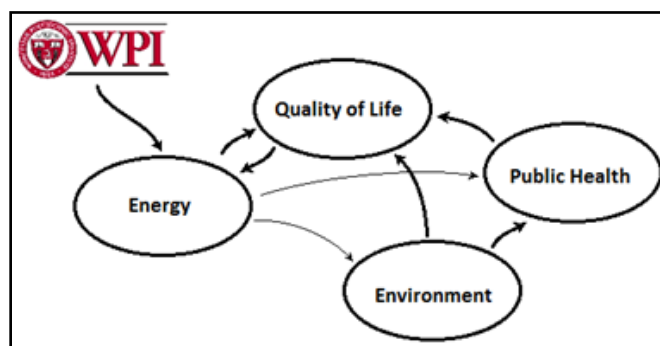 WPI
Quality of Life
Public Health
Energy
Environment